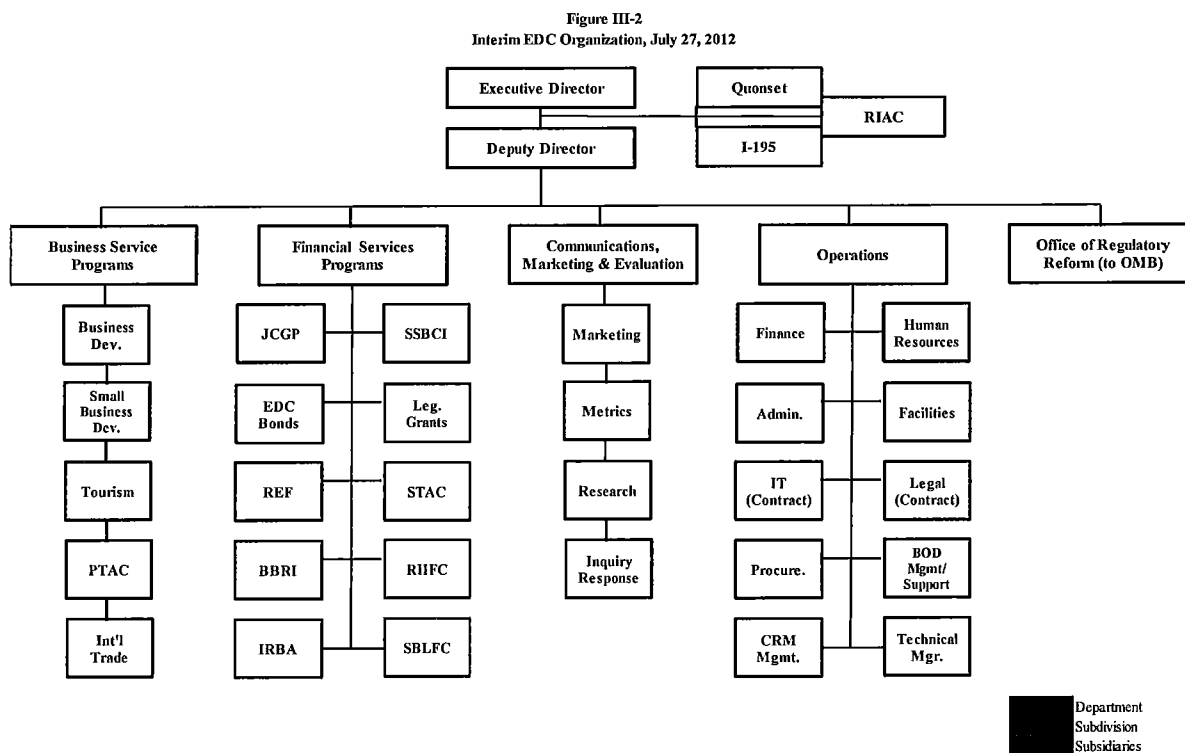 Figure III-2
Interim EDC Organization, July 27, 2012
Executive Director
Quonset
RIAC
Deputy Director
I-195
Business Service
Programs
Financial Services
Programs
Communications,
Marketing & Evaluation
Operations
Office of Regulatory
Reform (to OMB)
Business
Dev.
Small
Business
Dev.
Tourism
PTAC
Int'l
Trade
JCGP
SSBCI
EDC
Bonds
Leg.
Grants
REF
STAC
BBRI
RIIFC
IRBA
SBLFC
Marketing
Metrics
Research
Inquiry
Response
Finance
Human
Resources
Admin.
Facilities
IT
(Contract)
Legal
(Contract)
Procure.
BOD
Mgmt/
Support
CRM
Mgmt.
Technical
Mgr.
Department
Subdivision
Subsidiaries